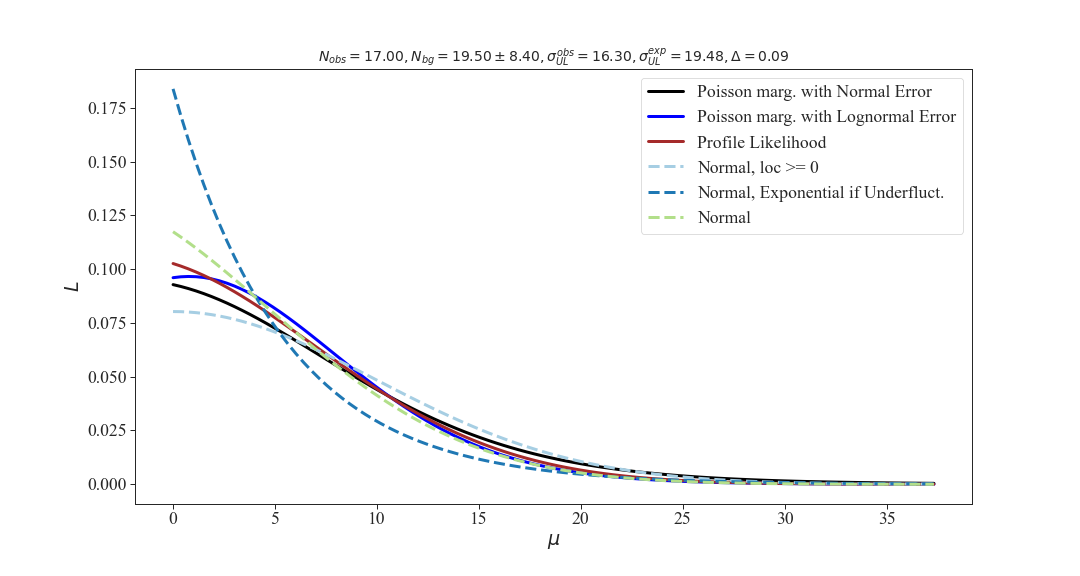 N_obs = 17.00, N_bg = 19.50 ± 8.40, σ_UL^obs = 16.30, σ_UL^exp = 19.48, Δ = 0.09
Poisson marg. with Normal Error
Poisson marg. with Lognormal Error
Profile Likelihood
Normal, loc >= 0
Normal, Exponential if Underfluct.
Normal
0.175
0.150
0.125
0.100
0.075
0.050
0.025
0.000
L
0 5 10 15 20 25 30 35
μ